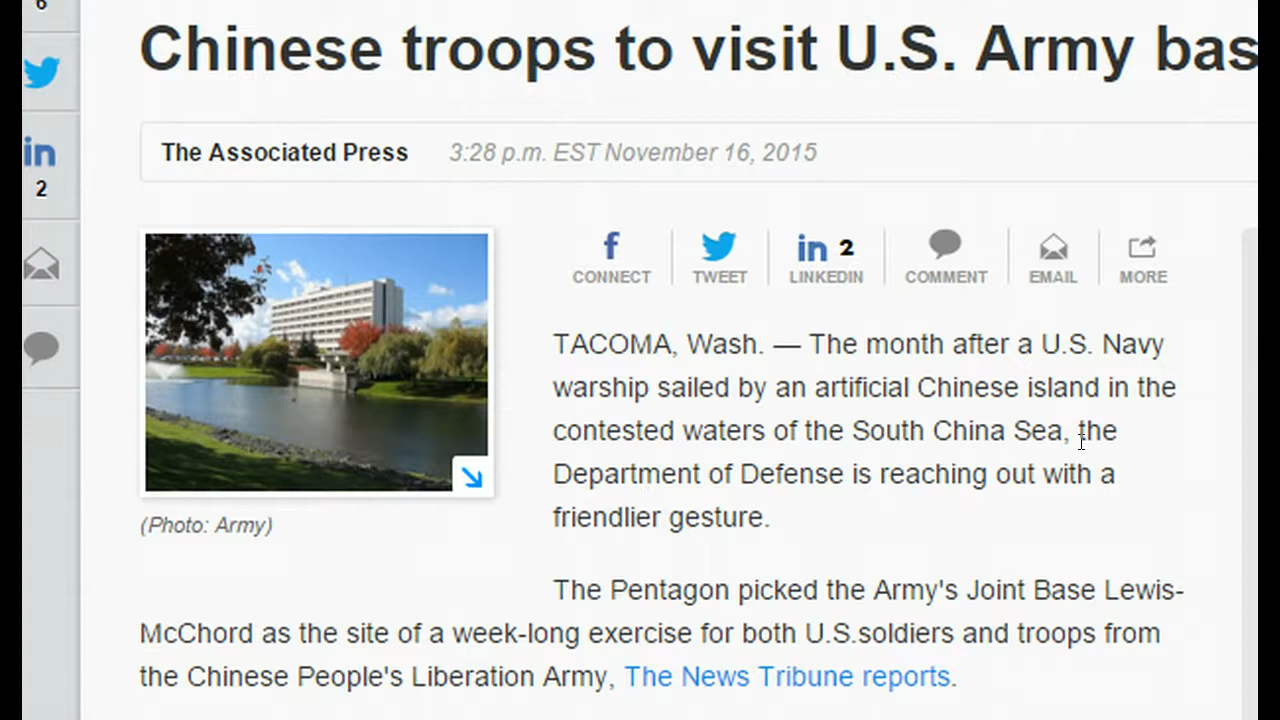 6
Chinese troops to visit U.S. Army bas
in
2
The Associated Press 3:28 p.m. EST November 16, 2015
f in 2
CONNECT TWEET LINKEDIN COMMENT EMAIL MORE
TACOMA, Wash. — The month after a U.S. Navy
warship sailed by an artificial Chinese island in the
contested waters of the South China Sea, the
Department of Defense is reaching out with a
friendlier gesture.
(Photo: Army)
The Pentagon picked the Army's Joint Base Lewis-
McChord as the site of a week-long exercise for both U.S.soldiers and troops from
the Chinese People's Liberation Army, The News Tribune reports.